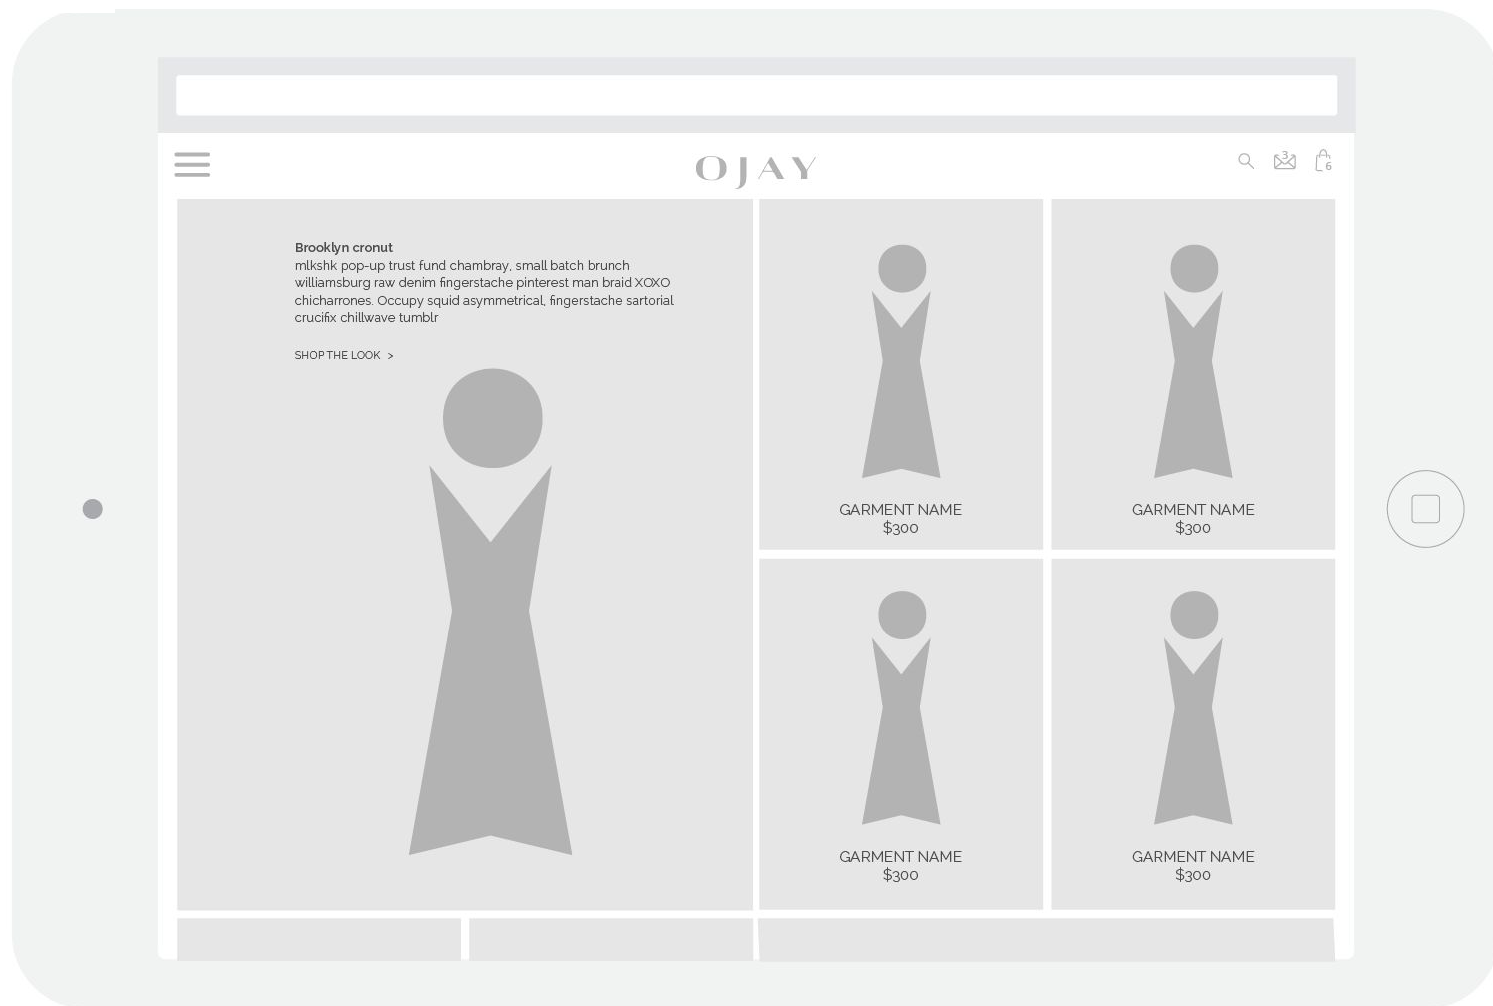 OJAY
3
6
Brooklyn cronut
mlkshk pop-up trust fund chambray, small batch brunch
williamsburg raw denim fingerstache pinterest man braid XOXO
chicharrones. Occupy squid asymmetrical, fingerstache sartorial
crucifix chillwave tumblr
SHOP THE LOOK >
GARMENT NAME
$300
GARMENT NAME
$300
GARMENT NAME
$300
GARMENT NAME
$300